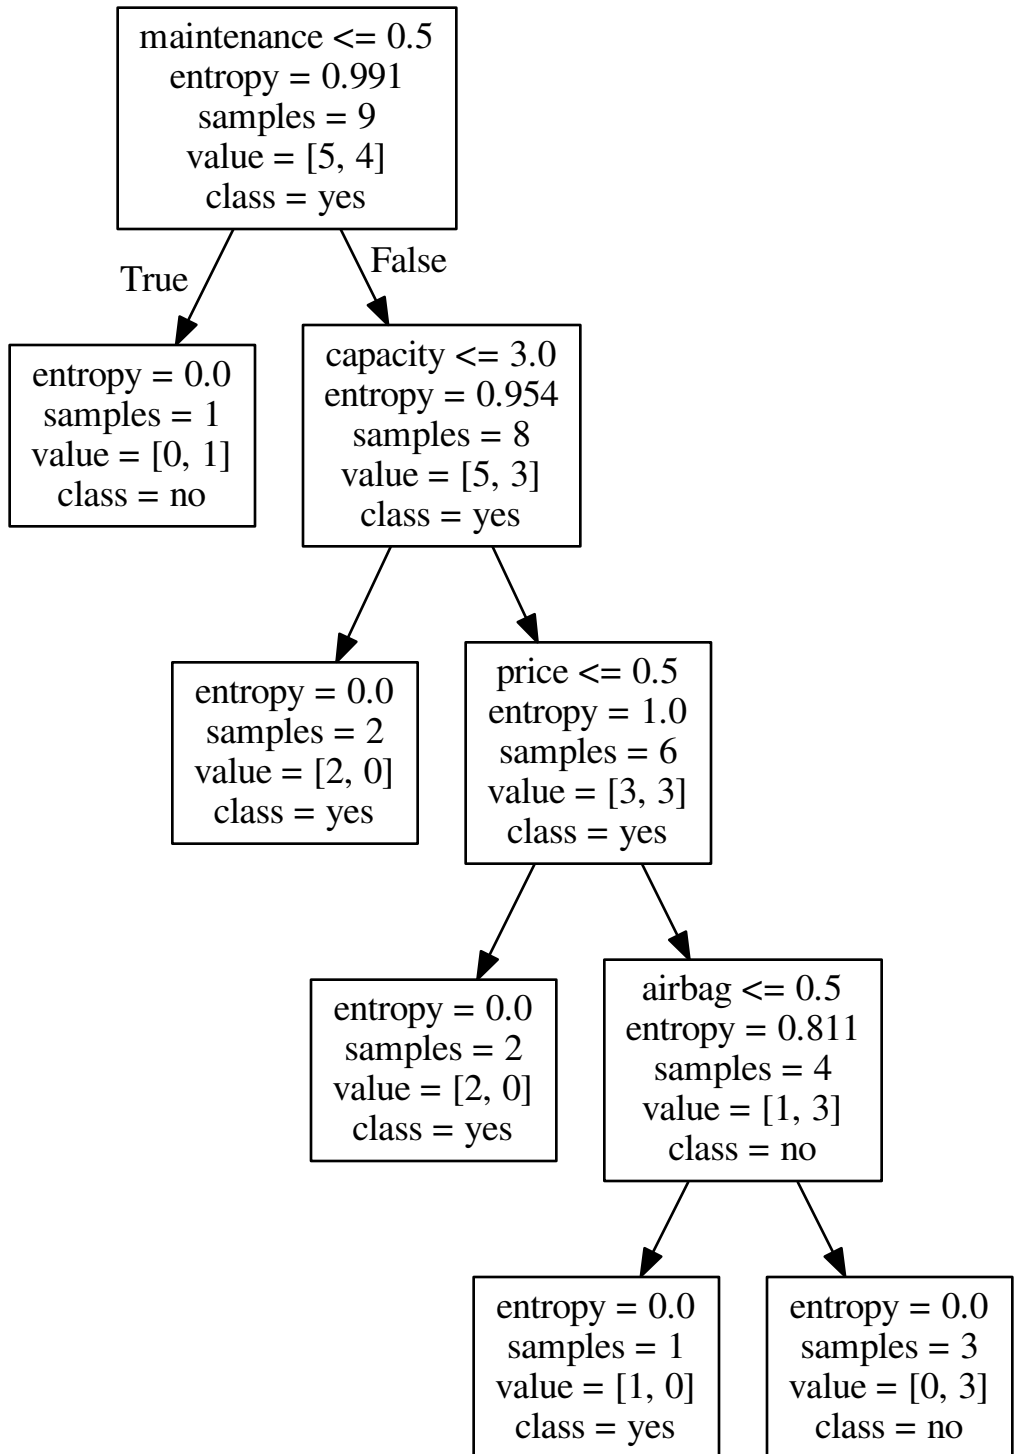 maintenance <= 0.5
entropy = 0.991
samples = 9
value = [5, 4]
class = yes
True
False
entropy = 0.0
samples = 1
value = [0, 1]
class = no
capacity <= 3.0
entropy = 0.954
samples = 8
value = [5, 3]
class = yes
entropy = 0.0
samples = 2
value = [2, 0]
class = yes
price <= 0.5
entropy = 1.0
samples = 6
value = [3, 3]
class = yes
entropy = 0.0
samples = 2
value = [2, 0]
class = yes
airbag <= 0.5
entropy = 0.811
samples = 4
value = [1, 3]
class = no
entropy = 0.0
samples = 1
value = [1, 0]
class = yes
entropy = 0.0
samples = 3
value = [0, 3]
class = no